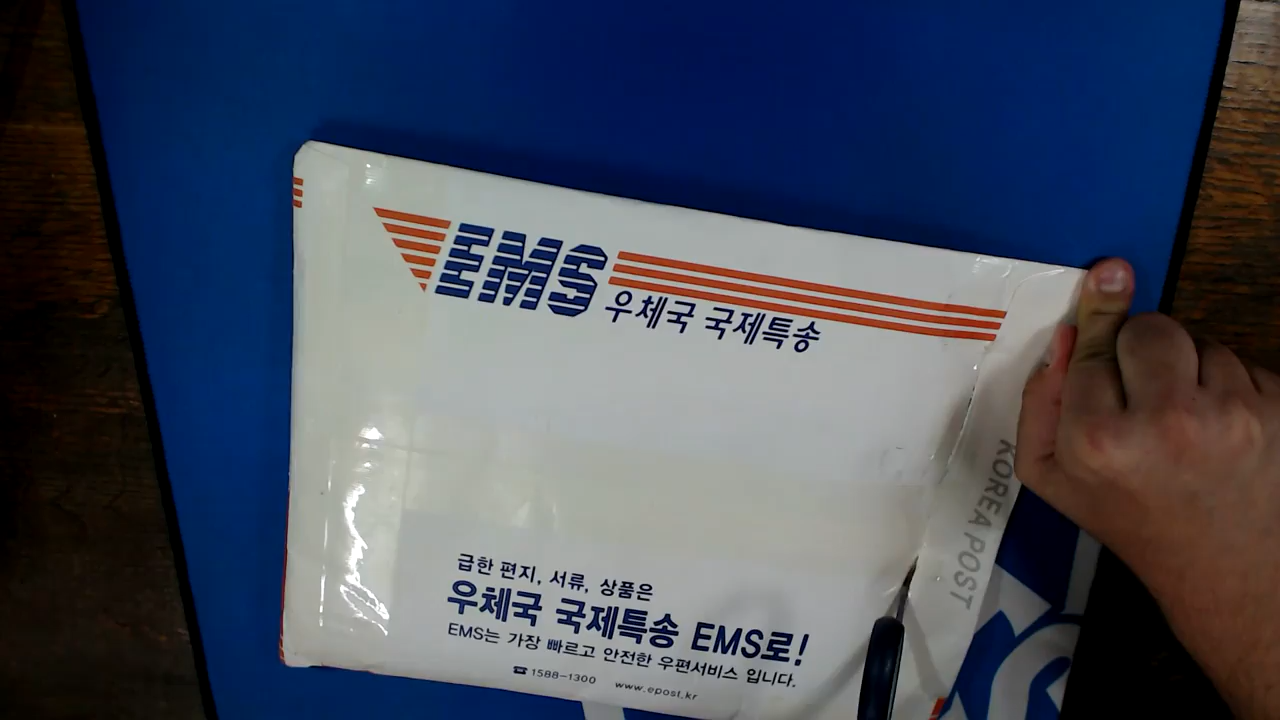 EMS
우체국 국제특송
KOREA POST
급한 편지, 서류, 상품은
우체국 국제특송 EMS로!
EMS는 가장 빠르고 안전한 우편서비스 입니다.
☎1588-1300 www.epost.kr